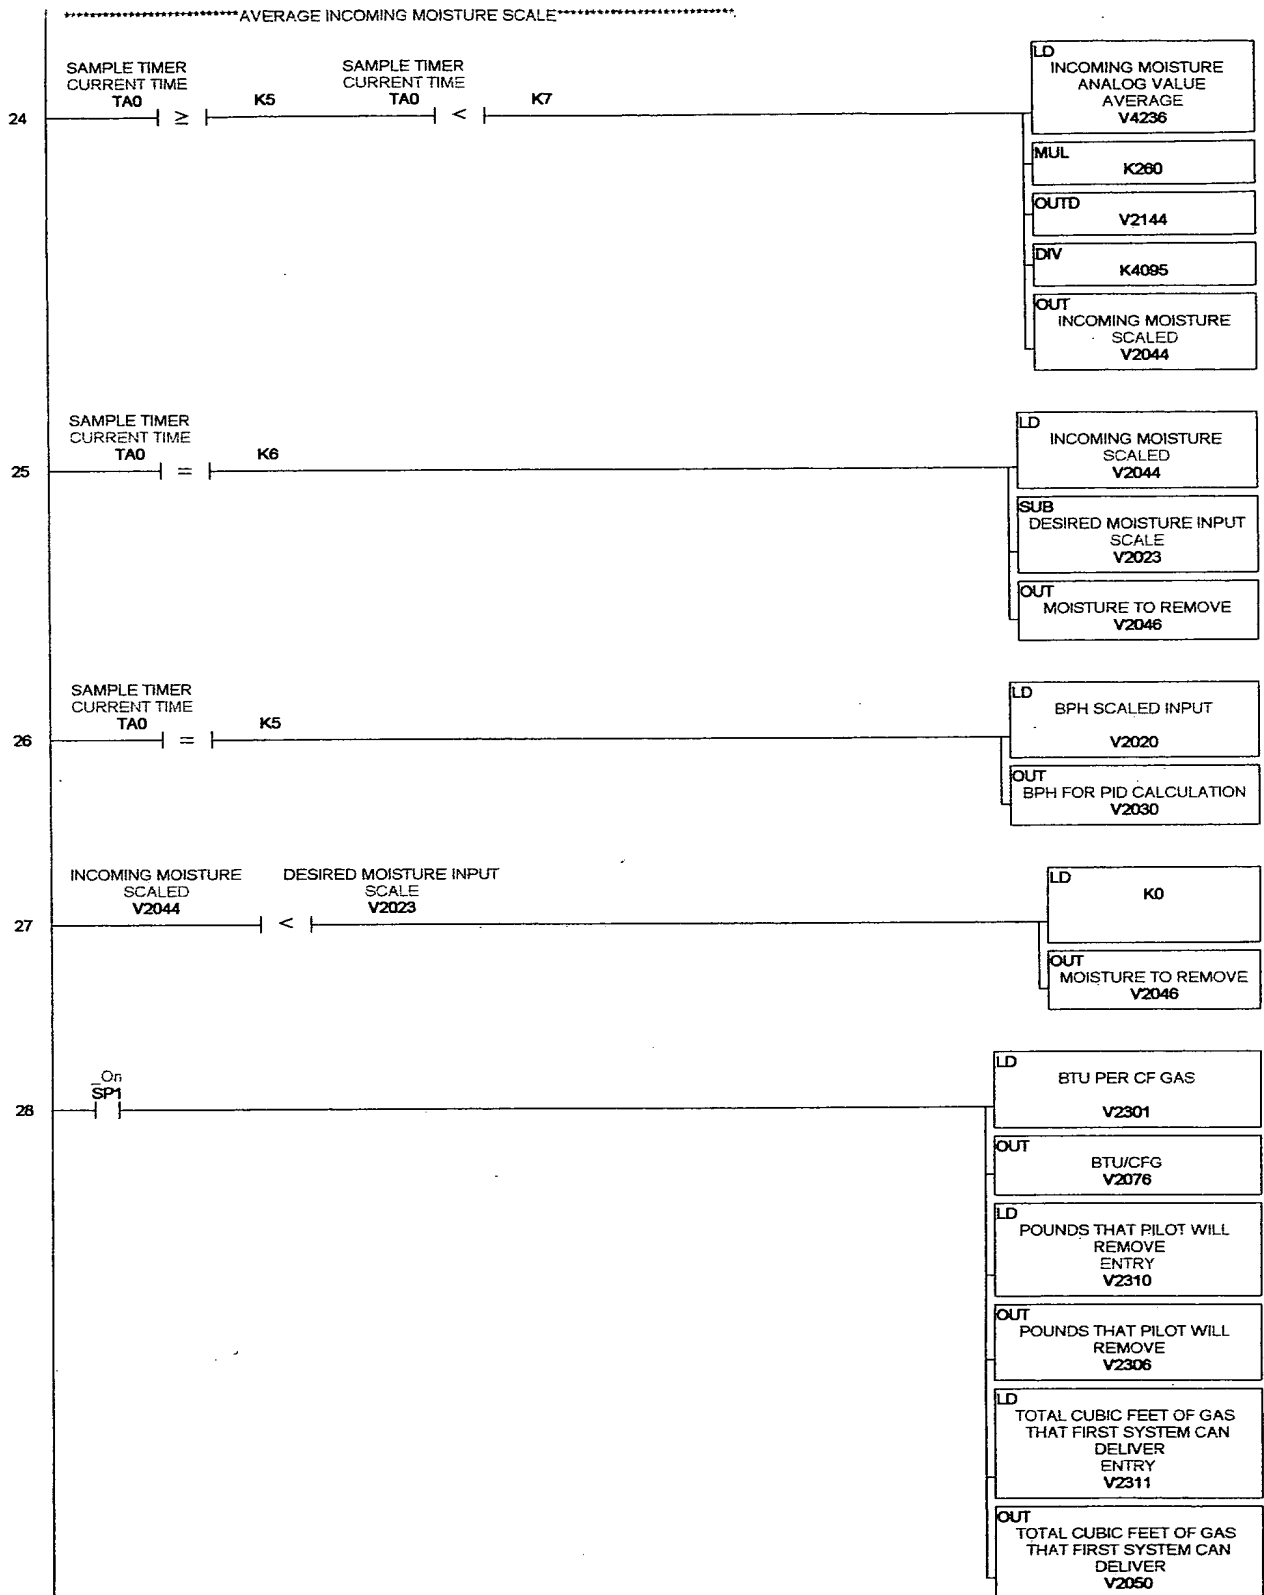 **************************AVERAGE INCOMING MOISTURE SCALE**************************
SAMPLE TIMER
CURRENT TIME
TA0
≥
K5
SAMPLE TIMER
CURRENT TIME
TA0
<
K7
LD
INCOMING MOISTURE
ANALOG VALUE
AVERAGE
V4236
24
MUL
K260
OUTD
V2144
DIV
K4095
OUT
INCOMING MOISTURE
SCALED
V2044
SAMPLE TIMER
CURRENT TIME
TA0
=
K6
25
LD
INCOMING MOISTURE
SCALED
V2044
SUB
DESIRED MOISTURE INPUT
SCALE
V2023
OUT
MOISTURE TO REMOVE
V2046
SAMPLE TIMER
CURRENT TIME
TA0
=
K5
26
LD
BPH SCALED INPUT
V2020
OUT
BPH FOR PID CALCULATION
V2030
INCOMING MOISTURE
SCALED
V2044
<
DESIRED MOISTURE INPUT
SCALE
V2023
27
LD
K0
OUT
MOISTURE TO REMOVE
V2046
_On
SP1
28
LD
BTU PER CF GAS
V2301
OUT
BTU/CFG
V2076
LD
POUNDS THAT PILOT WILL
REMOVE
ENTRY
V2310
OUT
POUNDS THAT PILOT WILL
REMOVE
V2306
LD
TOTAL CUBIC FEET OF GAS
THAT FIRST SYSTEM CAN
DELIVER
ENTRY
V2311
OUT
TOTAL CUBIC FEET OF GAS
THAT FIRST SYSTEM CAN
DELIVER
V2050